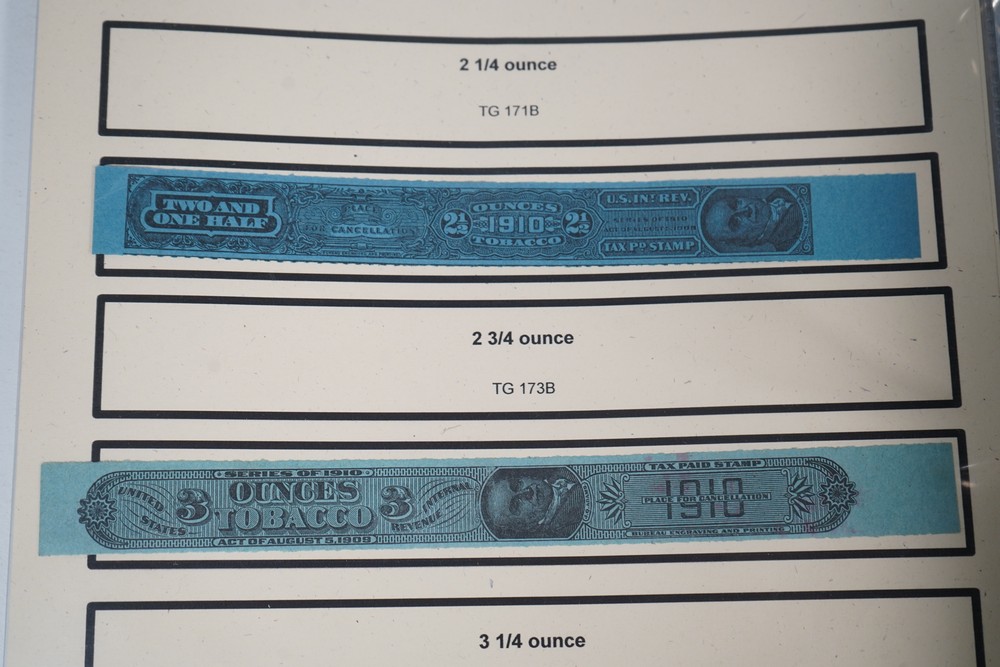 2 1/4 ounce
TG 171B
TWO AND
ONE HALF
PLACE
FOR CANCELLATION
2½ OUNCES 2½
1910
TOBACCO
U.S. INT. REV.
SERIES OF 1910
ACT OF AUGUST 5, 1909
TAX PD STAMP
2 3/4 ounce
TG 173B
SERIES OF 1910
UNITED
STATES
3 OUNCES 3
TOBACCO
INTERNAL
REVENUE
ACT OF AUGUST 5, 1909
TAX PAID STAMP
1910
PLACE FOR CANCELLATION
BUREAU ENGRAVING AND PRINTING
3 1/4 ounce